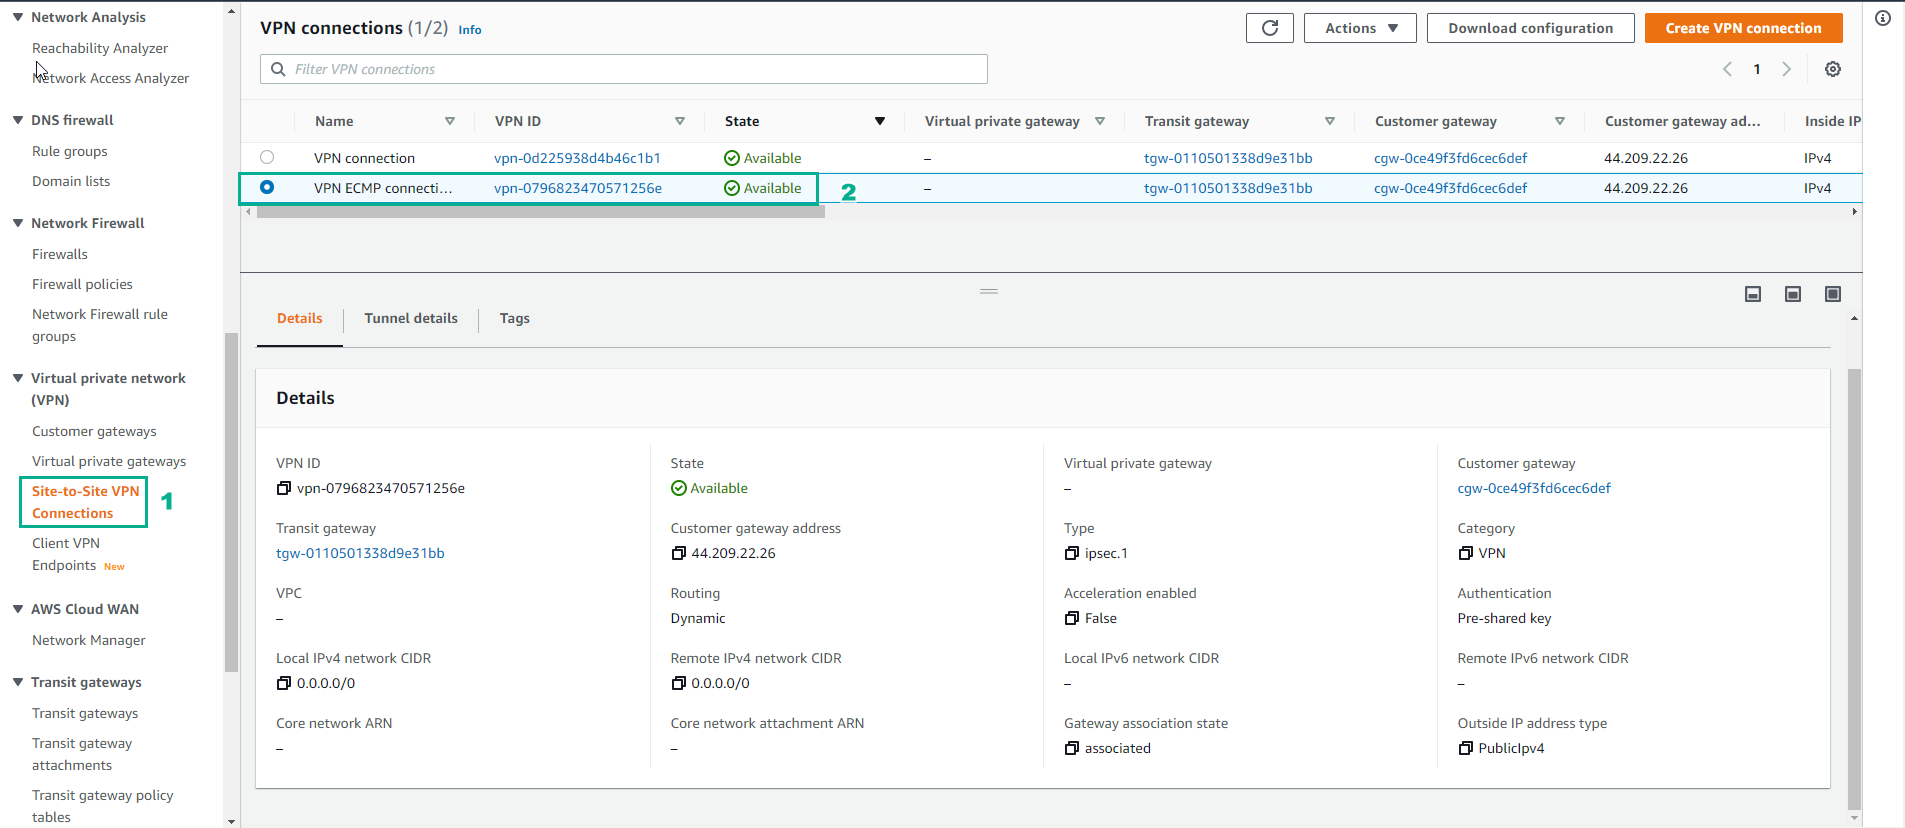 Network Analysis
Reachability Analyzer
Network Access Analyzer
DNS firewall
Rule groups
Domain lists
Network Firewall
Firewalls
Firewall policies
Network Firewall rule
groups
Virtual private network
(VPN)
Customer gateways
Virtual private gateways
Site-to-Site VPN
Connections
1
Client VPN
Endpoints New
AWS Cloud WAN
Network Manager
Transit gateways
Transit gateways
Transit gateway
attachments
Transit gateway policy
tables
VPN connections (1/2) Info
Actions
Download configuration
Create VPN connection
Filter VPN connections
1
Name VPN ID State Virtual private gateway Transit gateway Customer gateway Customer gateway ad... Inside IP
VPN connection vpn-0d225938d4b46c1b1 Available – tgw-0110501338d9e31bb cgw-0ce49f3fd6cec6def 44.209.22.26 IPv4
VPN ECMP connecti... vpn-0796823470571256e Available 2 – tgw-0110501338d9e31bb cgw-0ce49f3fd6cec6def 44.209.22.26 IPv4
Details Tunnel details Tags
Details
VPN ID State Virtual private gateway Customer gateway
vpn-0796823470571256e Available – cgw-0ce49f3fd6cec6def
Transit gateway Customer gateway address Type Category
tgw-0110501338d9e31bb 44.209.22.26 ipsec.1 VPN
VPC Routing Acceleration enabled Authentication
– Dynamic False Pre-shared key
Local IPv4 network CIDR Remote IPv4 network CIDR Local IPv6 network CIDR Remote IPv6 network CIDR
0.0.0.0/0 0.0.0.0/0 – –
Core network ARN Core network attachment ARN Gateway association state Outside IP address type
– – associated PublicIpv4